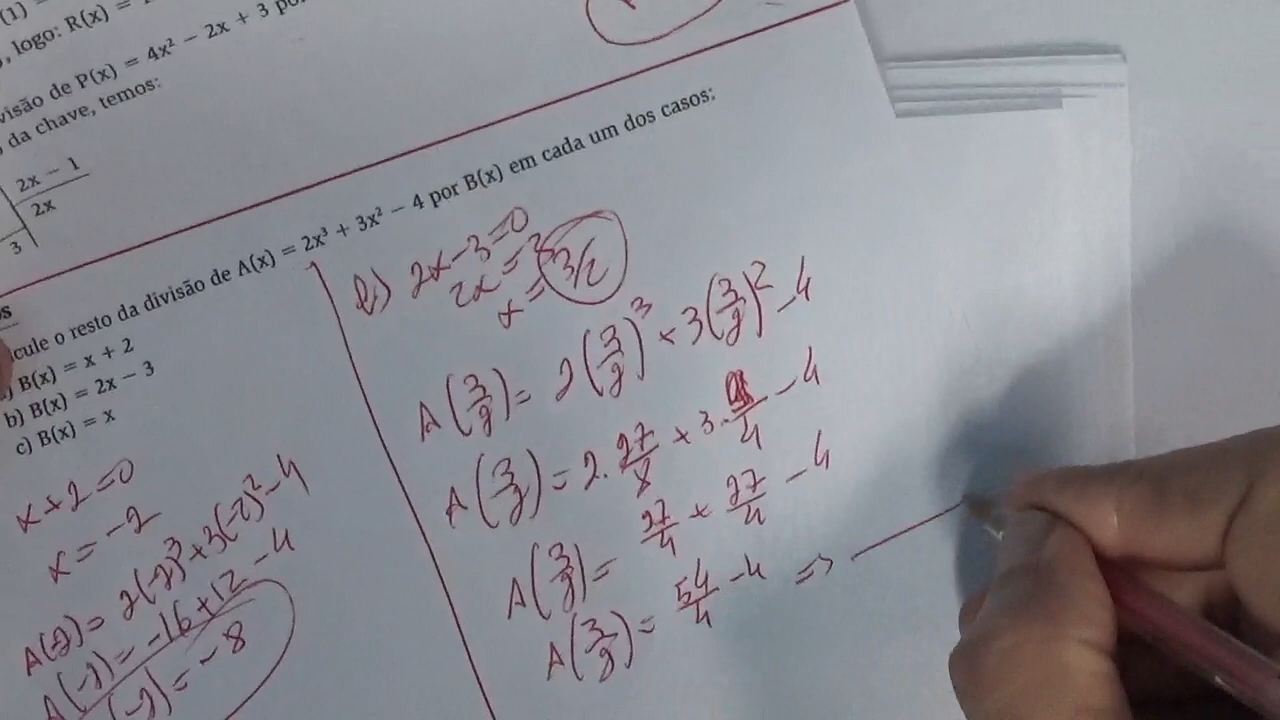 (1) =
, logo: R(x) =
visão de P(x) = 4x² − 2x + 3 po
da chave, temos:
2x − 1
2x
3
os
cule o resto da divisão de A(x) = 2x³ + 3x² − 4 por B(x) em cada um dos casos:
) B(x) = x + 2
b) B(x) = 2x − 3
c) B(x) = x
x + 2 = 0
x = -2
A(-2) = 2(-2)³ + 3(-2)² - 4
A(-2) = -16 + 12 - 4
(-2) = -8
b) 2x - 3 = 0
2x = 3
x = 3/2
A(3/2) = 2(3/2)³ + 3(3/2)² - 4
A(3/2) = 2. 27/8 + 3. 9/4 - 4
A(3/2) = 27/4 + 27/4 - 4
A(3/2) = 54/4 - 4 =>